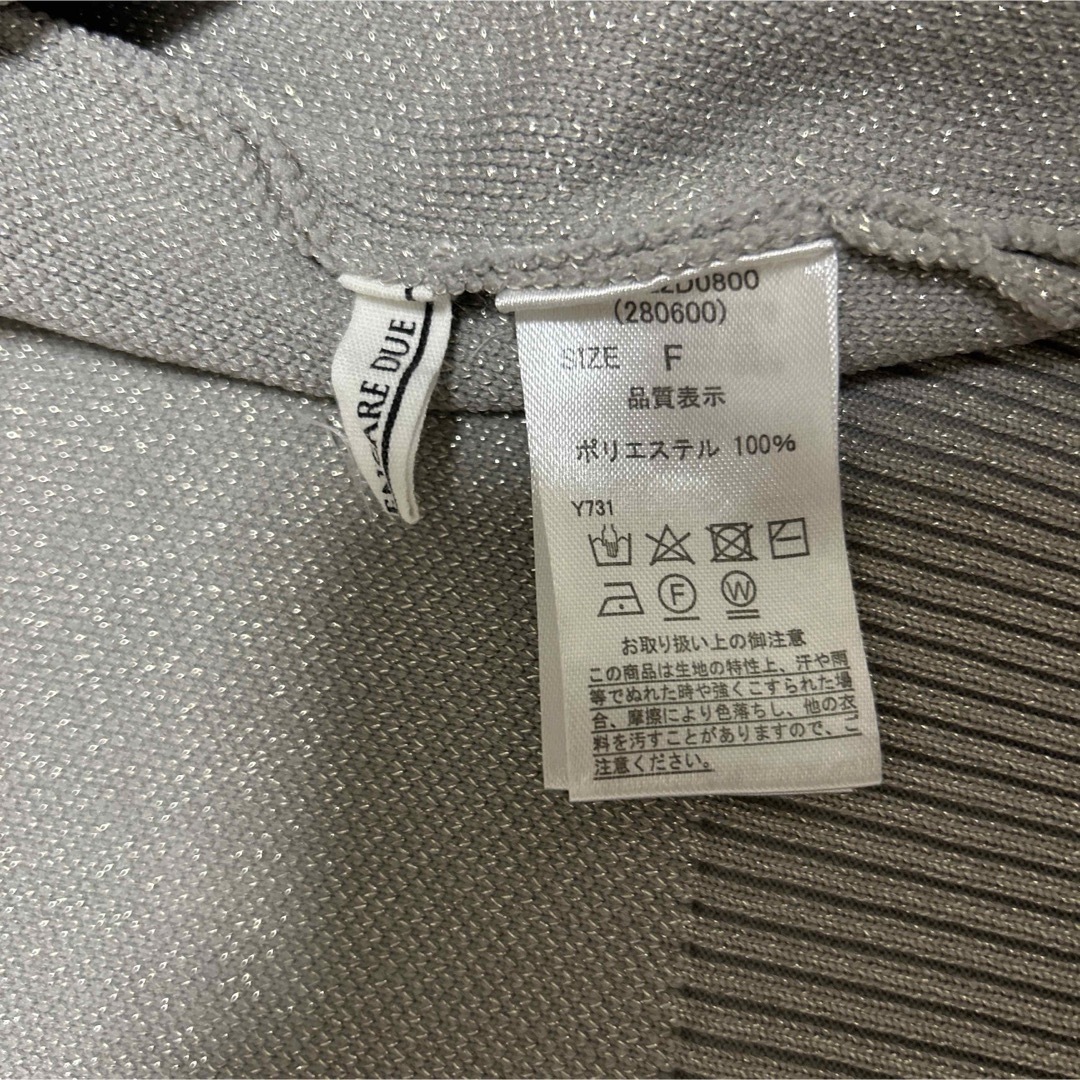 ARE DUE
2D0800
(280600)
SIZE F
品質表示
ポリエステル 100%
Y731
F
W
お取り扱い上の御注意
この商品は生地の特性上、汗や雨
等でぬれた時や強くこすられた場
合、摩擦により色落ちし、他の衣
料を汚すことがありますので、ご
注意ください。